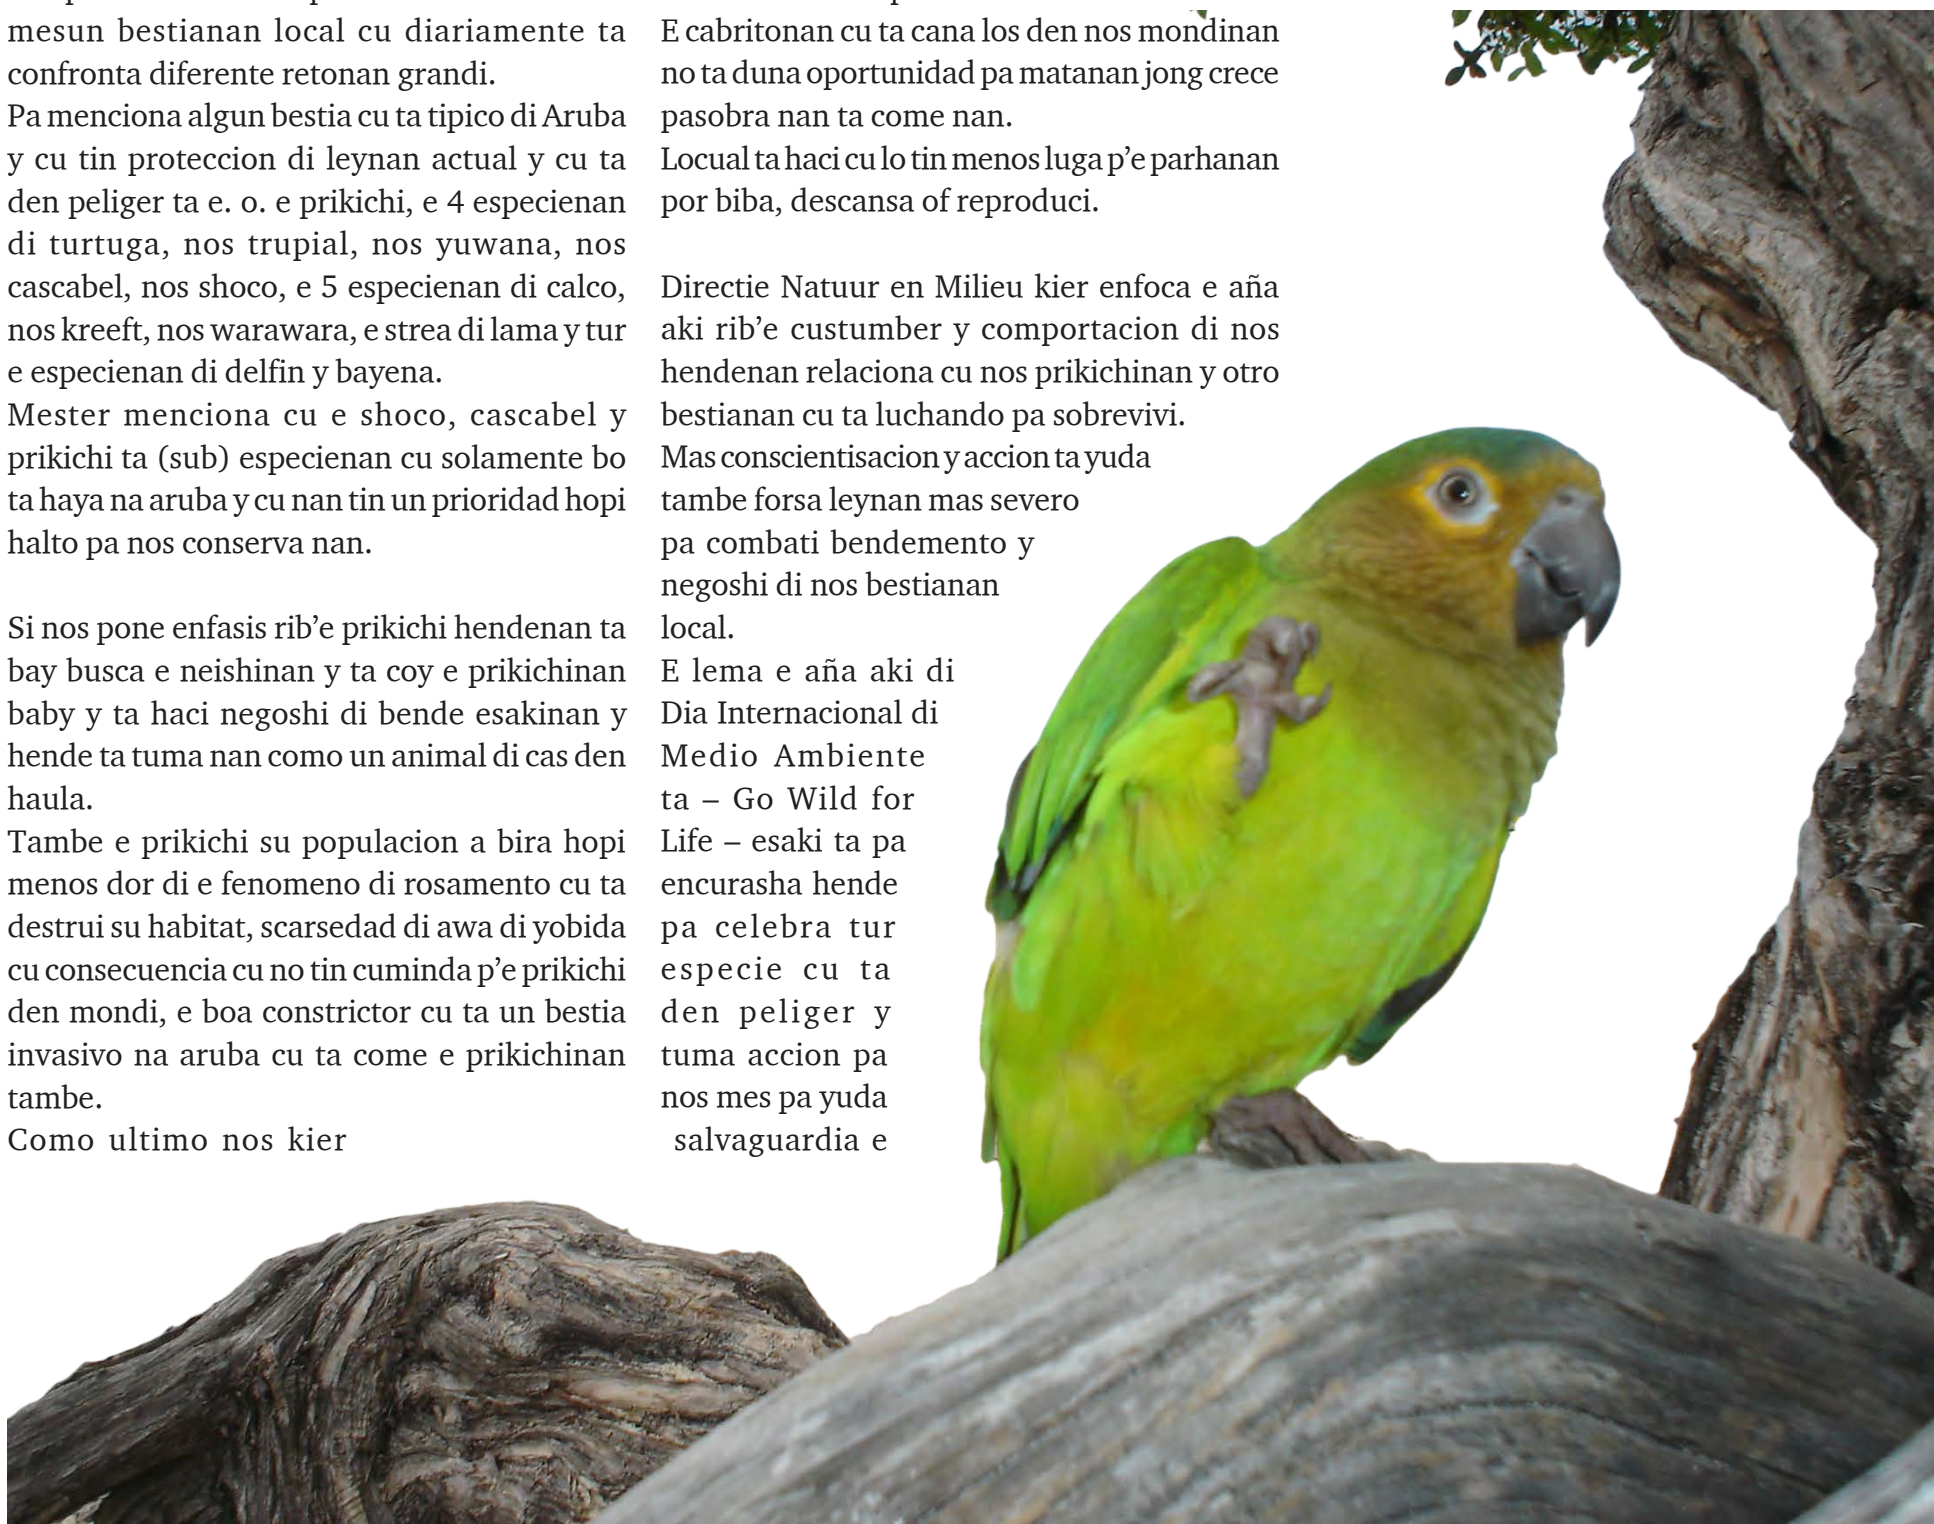 mesun bestianan local cu diariamente ta
confronta diferente retonan grandi.
Pa menciona algun bestia cu ta tipico di Aruba
y cu tin proteccion di leynan actual y cu ta
den peliger ta e. o. e prikichi, e 4 especienan
di turtuga, nos trupial, nos yuwana, nos
cascabel, nos shoco, e 5 especienan di calco,
nos kreeft, nos warawara, e strea di lama y tur
e especienan di delfin y bayena.
Mester menciona cu e shoco, cascabel y
prikichi ta (sub) especienan cu solamente bo
ta haya na aruba y cu nan tin un prioridad hopi
halto pa nos conserva nan.
Si nos pone enfasis rib’e prikichi hendenan ta
bay busca e neishinan y ta coy e prikichinan
baby y ta haci negoshi di bende esakinan y
hende ta tuma nan como un animal di cas den
haula.
Tambe e prikichi su populacion a bira hopi
menos dor di e fenomeno di rosamento cu ta
destrui su habitat, scarsedad di awa di yobida
cu consecuencia cu no tin cuminda p’e prikichi
den mondi, e boa constrictor cu ta un bestia
invasivo na aruba cu ta come e prikichinan
tambe.
Como ultimo nos kier
E cabritonan cu ta cana los den nos mondinan
no ta duna oportunidad pa matanan jong crece
pasobra nan ta come nan.
Locual ta haci cu lo tin menos luga p’e parhanan
por biba, descansa of reproduci.
Directie Natuur en Milieu kier enfoca e aña
aki rib’e custumber y comportacion di nos
hendenan relaciona cu nos prikichinan y otro
bestianan cu ta luchando pa sobrevivi.
Mas conscientisacion y accion ta yuda
tambe forsa leynan mas severo
pa combati bendemento y
negoshi di nos bestianan
local.
E lema e aña aki di
Dia Internacional di
Medio Ambiente
ta – Go Wild for
Life – esaki ta pa
encurasha hende
pa celebra tur
especie cu ta
den peliger y
tuma accion pa
nos mes pa yuda
salvaguardia e